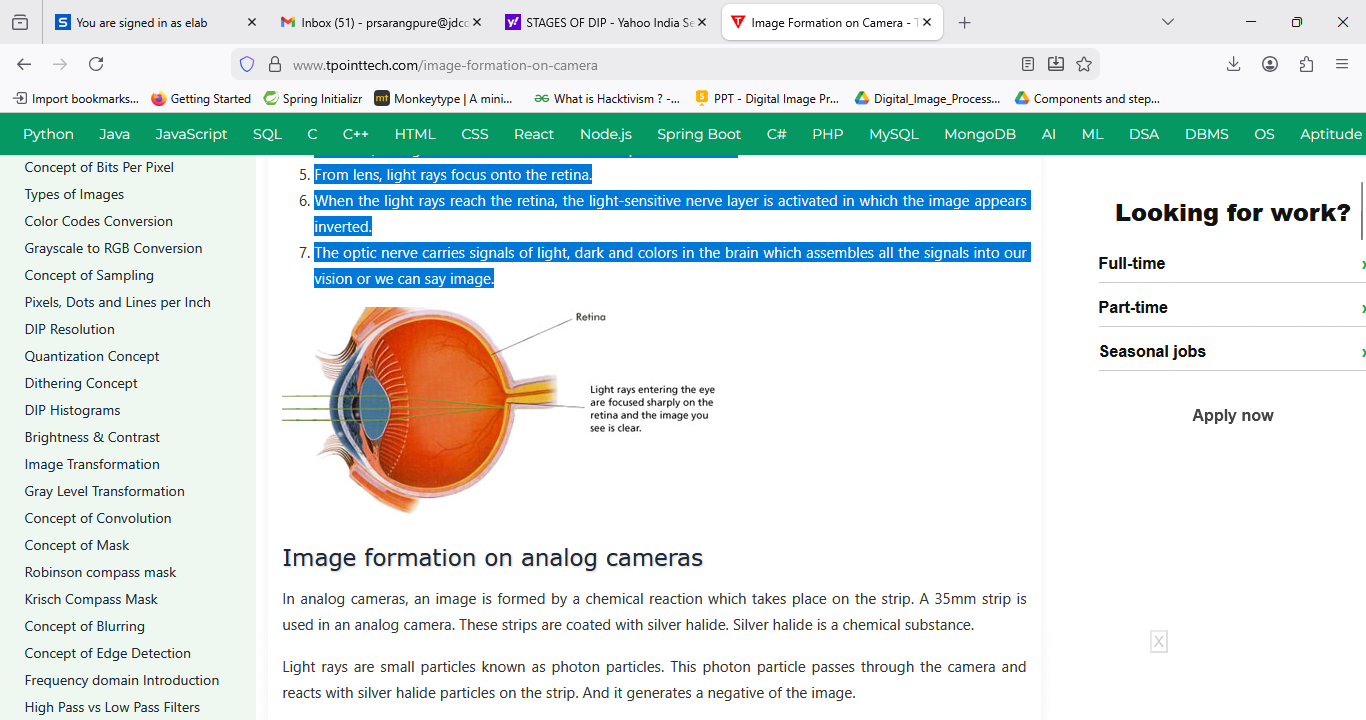 You are signed in as elab
Inbox (51) - prsarangpure@jdcc
STAGES OF DIP - Yahoo India Se
Image Formation on Camera - T
www.tpointtech.com/image-formation-on-camera
Import bookmarks...
Getting Started
Spring Initializr
mt
Monkeytype | A mini...
What is Hacktivism ? -...
PPT - Digital Image Pr...
Digital_Image_Process...
Components and step...
Python Java JavaScript SQL C C++ HTML CSS React Node.js Spring Boot C# PHP MySQL MongoDB AI ML DSA DBMS OS Aptitude
Concept of Bits Per Pixel
Types of Images
Color Codes Conversion
Grayscale to RGB Conversion
Concept of Sampling
Pixels, Dots and Lines per Inch
DIP Resolution
Quantization Concept
Dithering Concept
DIP Histograms
Brightness & Contrast
Image Transformation
Gray Level Transformation
Concept of Convolution
Concept of Mask
Robinson compass mask
Krisch Compass Mask
Concept of Blurring
Concept of Edge Detection
Frequency domain Introduction
High Pass vs Low Pass Filters
5. From lens, light rays focus onto the retina.
6. When the light rays reach the retina, the light-sensitive nerve layer is activated in which the image appears
inverted.
7. The optic nerve carries signals of light, dark and colors in the brain which assembles all the signals into our
vision or we can say image.
Retina
Light rays entering the eye
are focused sharply on the
retina and the image you
see is clear.
Image formation on analog cameras
In analog cameras, an image is formed by a chemical reaction which takes place on the strip. A 35mm strip is
used in an analog camera. These strips are coated with silver halide. Silver halide is a chemical substance.
Light rays are small particles known as photon particles. This photon particle passes through the camera and
reacts with silver halide particles on the strip. And it generates a negative of the image.
Looking for work?
Full-time
Part-time
Seasonal jobs
Apply now
X